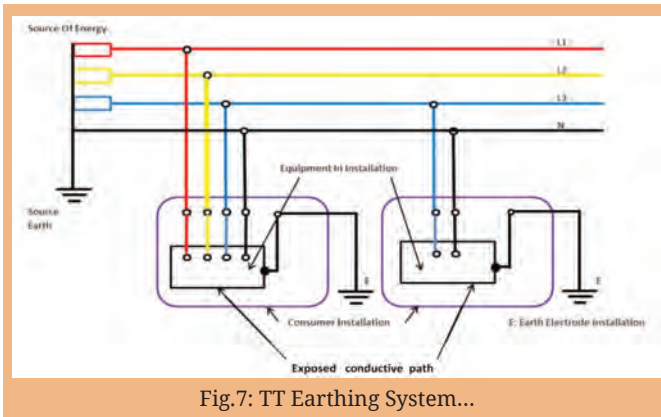 Source Of Energy
L1
L2
L3
N
Equipment In Installation
Source
Earth
E
E
Consumer Installation
E: Earth Electrode Installation
Exposed conductive path
Fig.7: TT Earthing System...